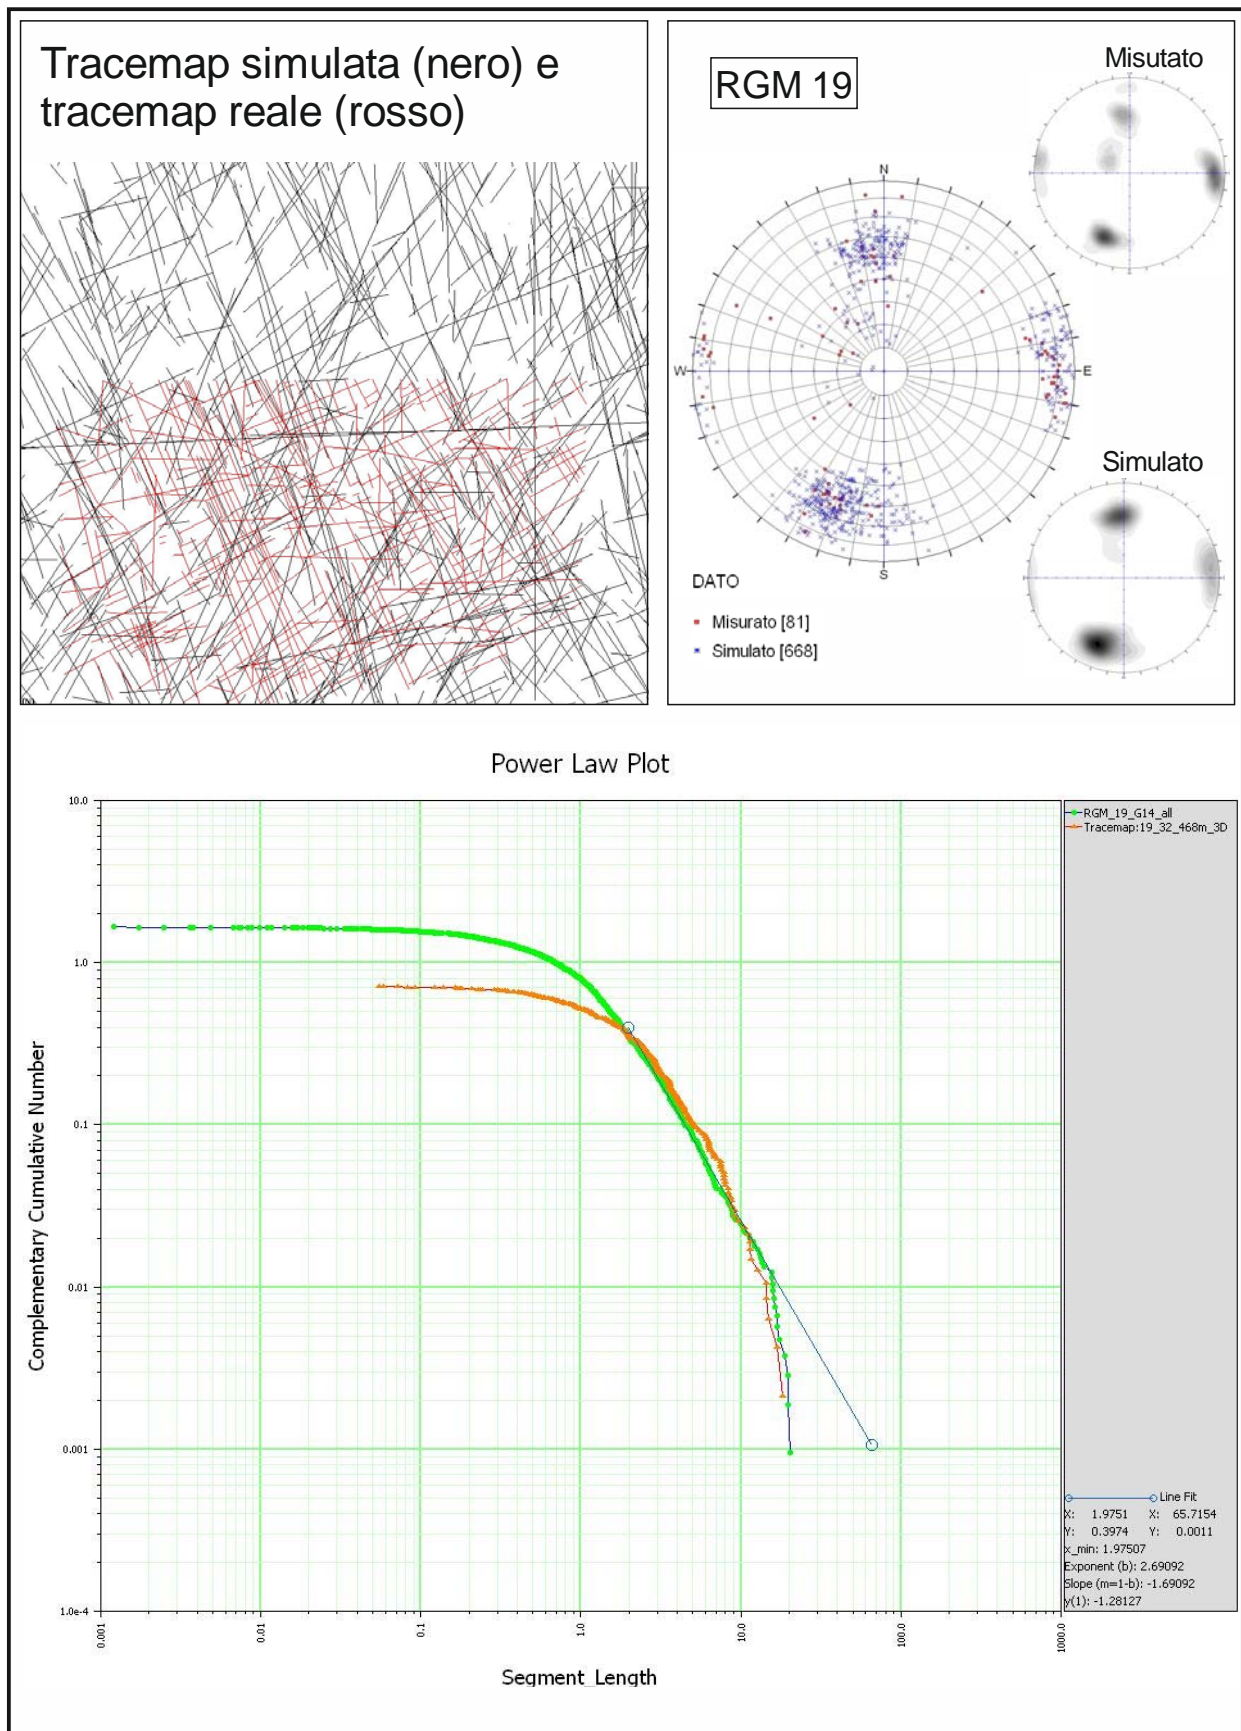 Tracemap simulata (nero) e
tracemap reale (rosso)
RGM 19
Misutato
N
W
E
S
Simulato
DATO
Misurato [81]
Simulato [668]
Power Law Plot
10.0
1.0
0.1
0.01
0.001
1.0e-4
Complementary Cumulative Number
0.001
0.01
0.1
1.0
10.0
100.0
1000.0
Segment_Length
RGM_19_G14_all
Tracemap:19_32_468m_3D
Line Fit
X: 1.9751 X: 65.7154
Y: 0.3974 Y: 0.0011
x_min: 1.97507
Exponent (b): 2.69092
Slope (m=1-b): -1.69092
y(1): -1.28127